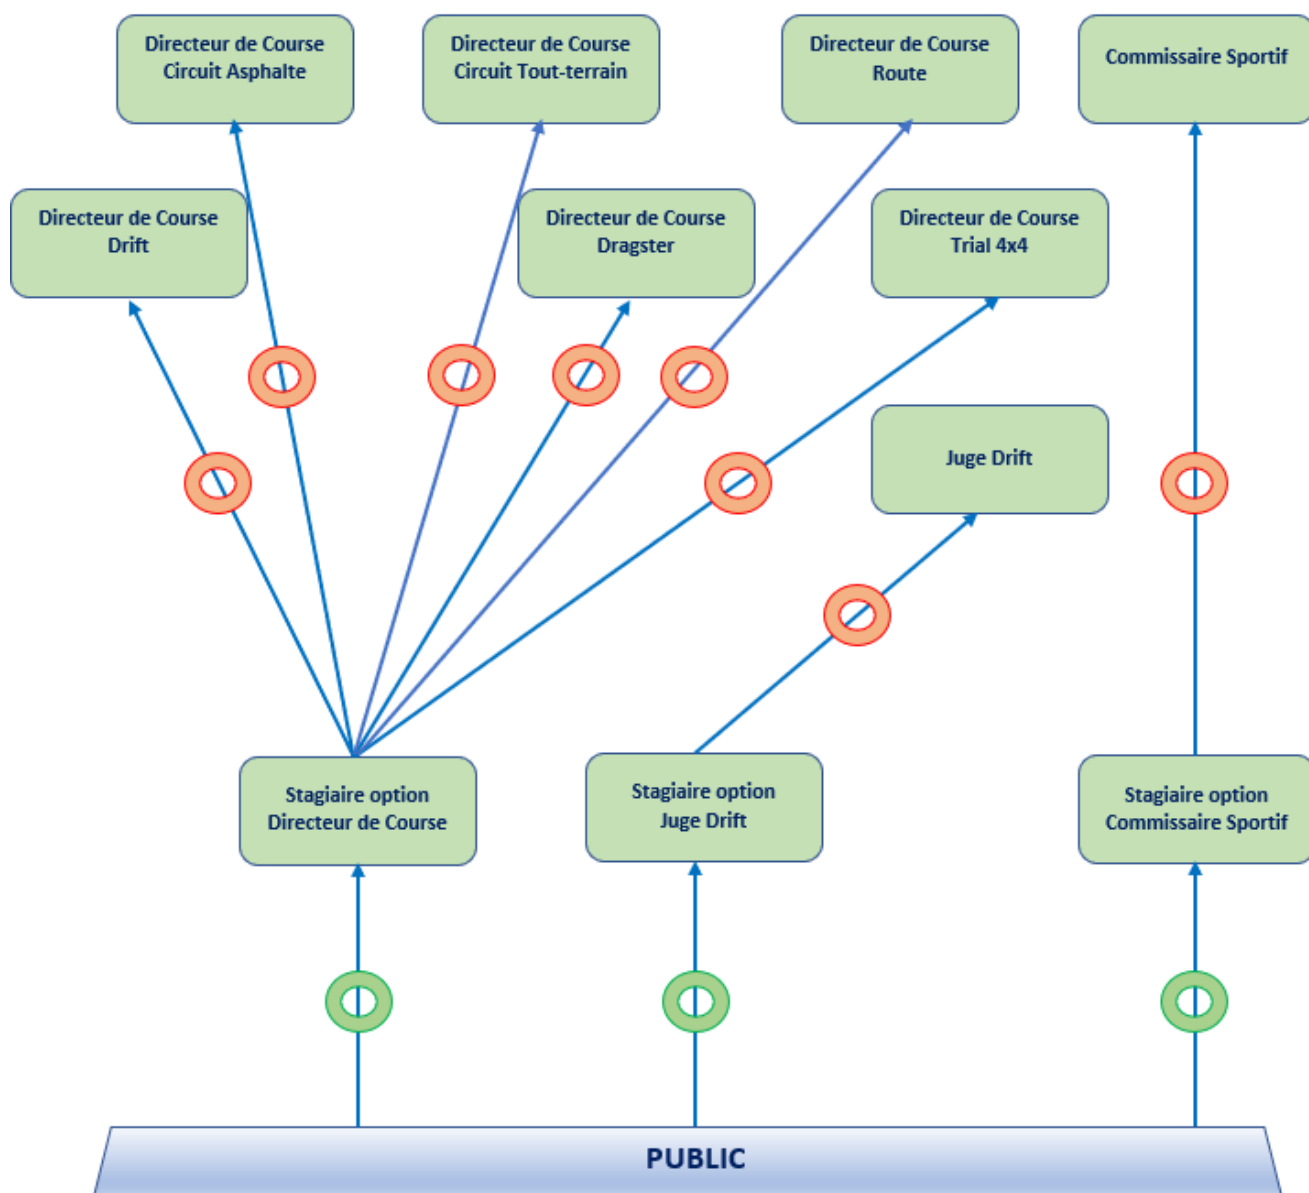 Directeur de Course
Circuit Asphalte
Directeur de Course
Circuit Tout-terrain
Directeur de Course
Route
Commissaire Sportif
Directeur de Course
Drift
Directeur de Course
Dragster
Directeur de Course
Trial 4x4
Juge Drift
Stagiaire option
Directeur de Course
Stagiaire option
Juge Drift
Stagiaire option
Commissaire Sportif
PUBLIC